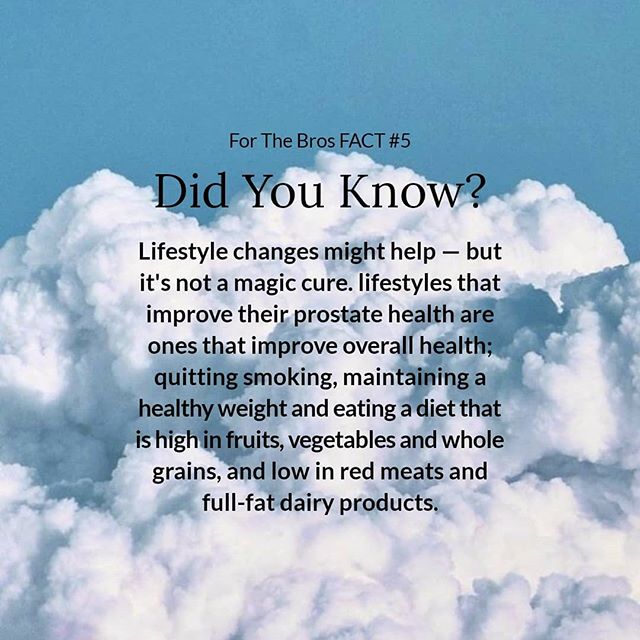 For The Bros FACT #5
Did You Know?
Lifestyle changes might help — but
it's not a magic cure. lifestyles that
improve their prostate health are
ones that improve overall health;
quitting smoking, maintaining a
healthy weight and eating a diet that
is high in fruits, vegetables and whole
grains, and low in red meats and
full-fat dairy products.